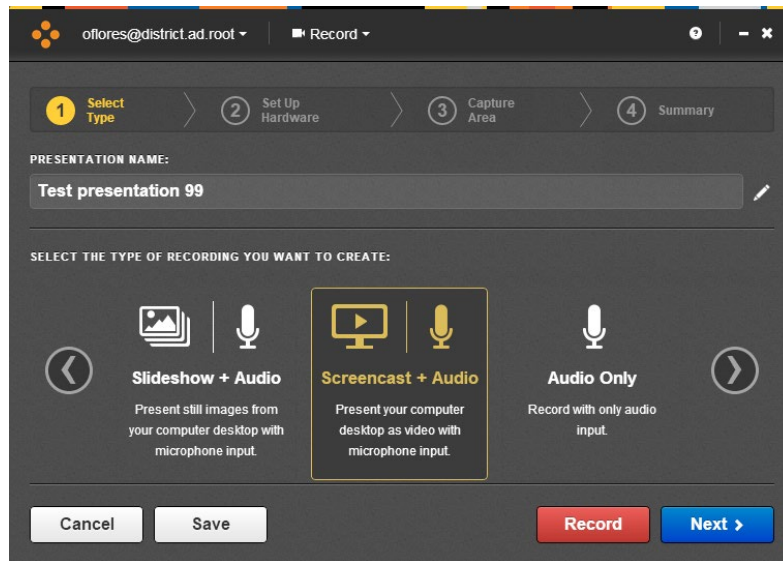 oflores@district.ad.root
Record
1 Select Type
2 Set Up Hardware
3 Capture Area
4 Summary
PRESENTATION NAME:
Test presentation 99
SELECT THE TYPE OF RECORDING YOU WANT TO CREATE:
Slideshow + Audio
Present still images from
your computer desktop with
microphone input.
Screencast + Audio
Present your computer
desktop as video with
microphone input.
Audio Only
Record with only audio
input.
Cancel
Save
Record
Next >